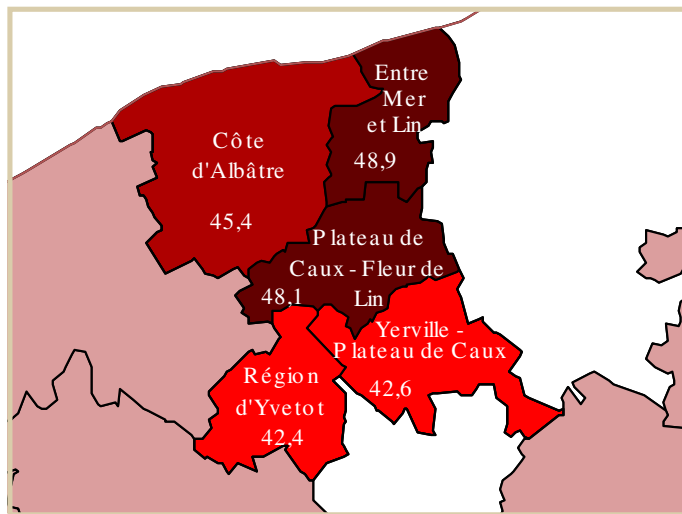 Entre
Mer
et Lin
48,9
Côte
d'Albâtre
45,4
Plateau de
Caux - Fleur de
Lin
48,1
Yerville -
Plateau de Caux
42,6
Région
d'Yvetot
42,4